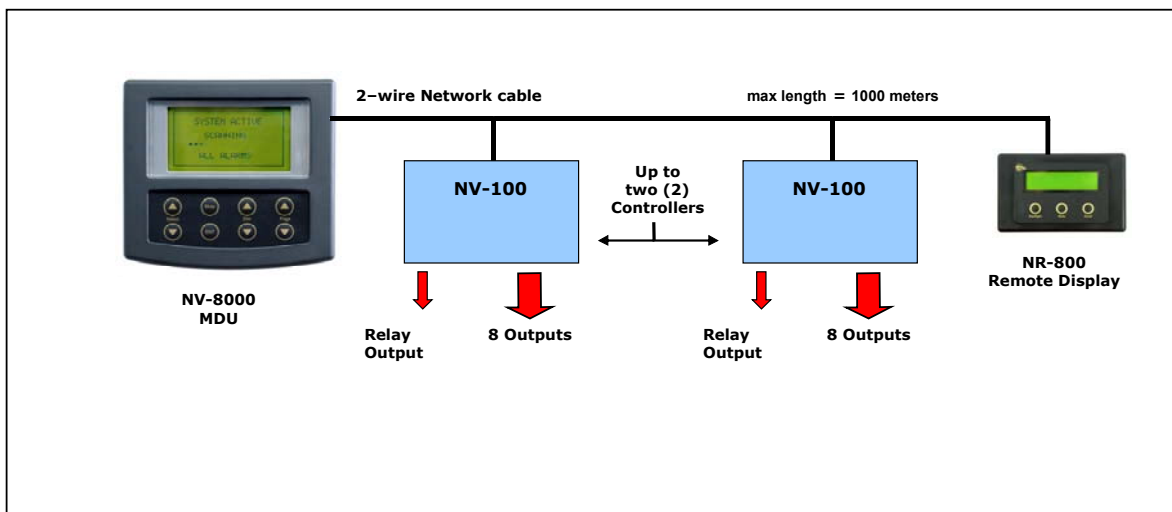 2-wire Network cable
max length = 1000 meters
SYSTEM ACTIVE
SCANNING
ALL ALARMS
NV-100
Up to
two (2)
Controllers
NV-100
NV-8000
MDU
NR-800
Remote Display
Relay
Output
8 Outputs
Relay
Output
8 Outputs